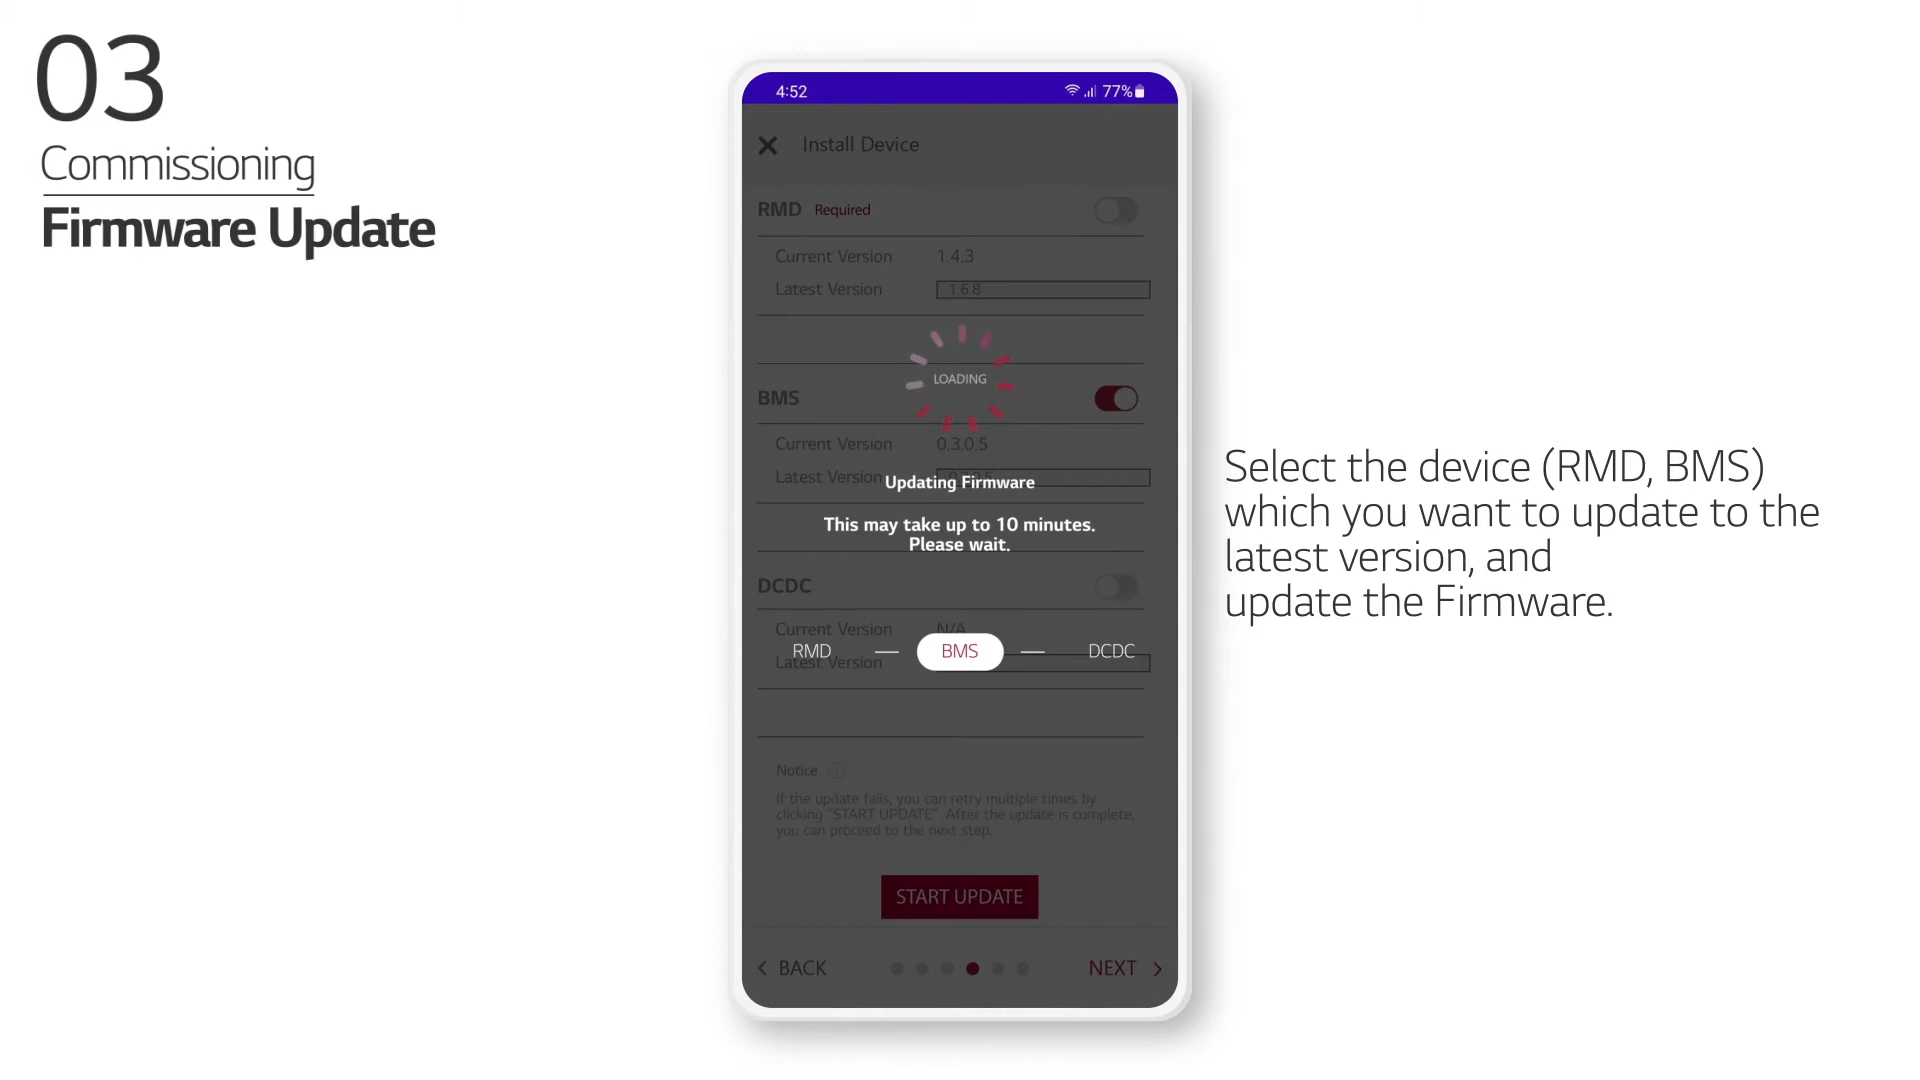 03
Commissioning
Firmware Update
4:52 77%
Install Device
RMD Required
Current Version 1.4.3
Latest Version 1.6.8
LOADING
BMS
Current Version 0.3.0.5
Latest Version
Updating Firmware
This may take up to 10 minutes.
Please wait.
DCDC
Current Version N/A
RMD — BMS — DCDC
Latest Version
Notice
If the update fails, you can retry multiple times by
clicking "START UPDATE". After the update is complete,
you can proceed to the next step.
START UPDATE
BACK NEXT
Select the device (RMD, BMS)
which you want to update to the
latest version, and
update the Firmware.